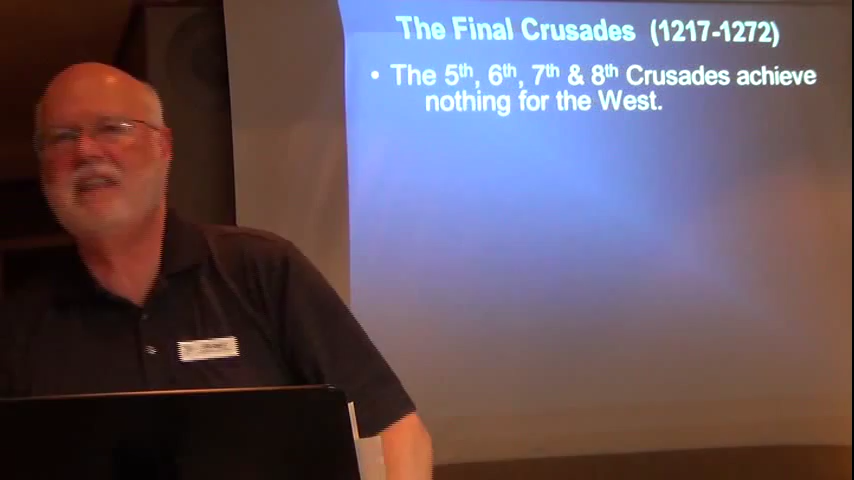 The Final Crusades (1217-1272)
• The 5th, 6th, 7th & 8th Crusades achieve
nothing for the West.